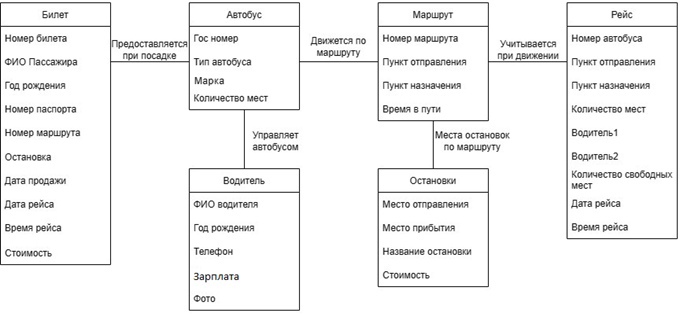 Билет
Номер билета
ФИО Пассажира
Год рождения
Номер паспорта
Номер маршрута
Остановка
Дата продажи
Дата рейса
Время рейса
Стоимость
Предоставляется
при посадке
Автобус
Гос номер
Тип автобуса
Марка
Количество мест
Движется по
маршруту
Маршрут
Номер маршрута
Пункт отправления
Пункт назначения
Время в пути
Учитывается
при движении
Рейс
Номер автобуса
Пункт отправления
Пункт назначения
Количество мест
Водитель1
Водитель2
Количество свободных
мест
Дата рейса
Время рейса
Управляет
автобусом
Водитель
ФИО водителя
Год рождения
Телефон
Зарплата
Фото
Места остановок
по маршруту
Остановки
Место отправления
Место прибытия
Название остановки
Стоимость